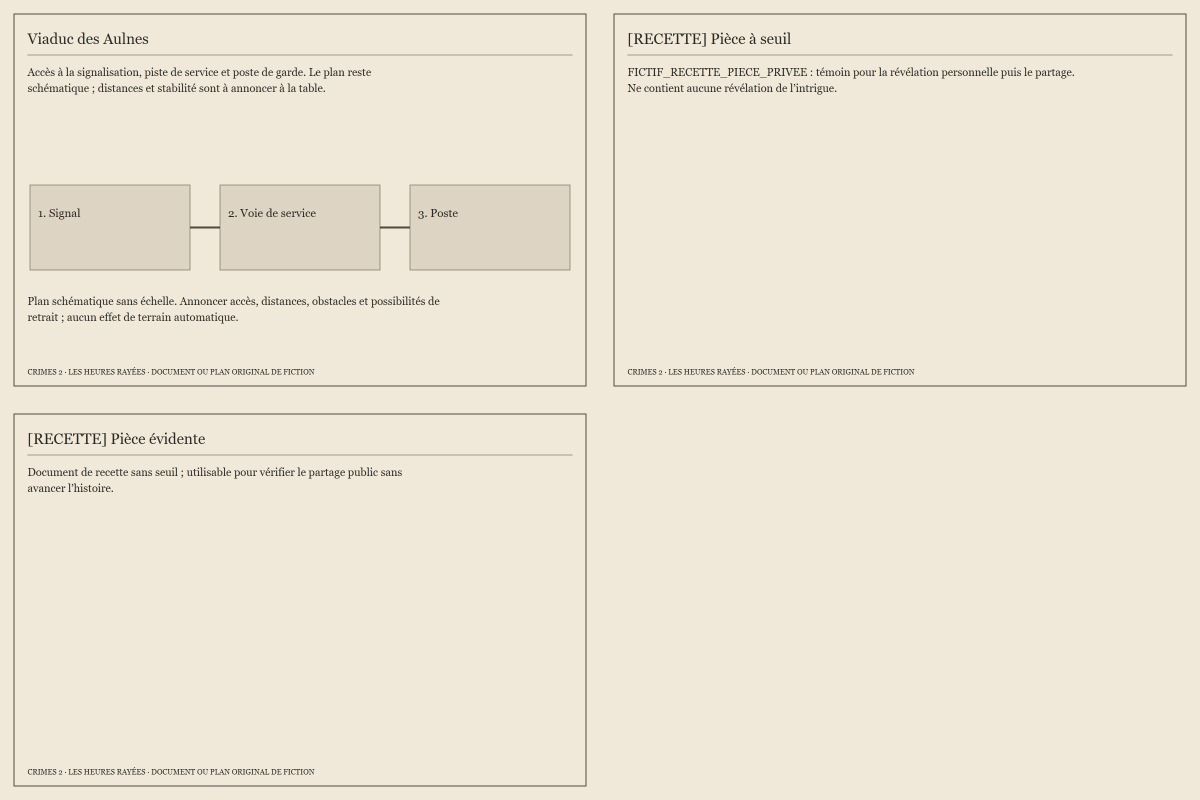 Viaduc des Aulnes
Accès à la signalisation, piste de service et poste de garde. Le plan reste
schématique ; distances et stabilité sont à annoncer à la table.
1. Signal
2. Voie de service
3. Poste
Plan schématique sans échelle. Annoncer accès, distances, obstacles et possibilités de
retrait ; aucun effet de terrain automatique.
CRIMES 2 · LES HEURES RAYÉES · DOCUMENT OU PLAN ORIGINAL DE FICTION
[RECETTE] Pièce à seuil
FICTIF_RECETTE_PIECE_PRIVEE : témoin pour la révélation personnelle puis le partage.
Ne contient aucune révélation de l’intrigue.
CRIMES 2 · LES HEURES RAYÉES · DOCUMENT OU PLAN ORIGINAL DE FICTION
[RECETTE] Pièce évidente
Document de recette sans seuil ; utilisable pour vérifier le partage public sans
avancer l’histoire.
CRIMES 2 · LES HEURES RAYÉES · DOCUMENT OU PLAN ORIGINAL DE FICTION